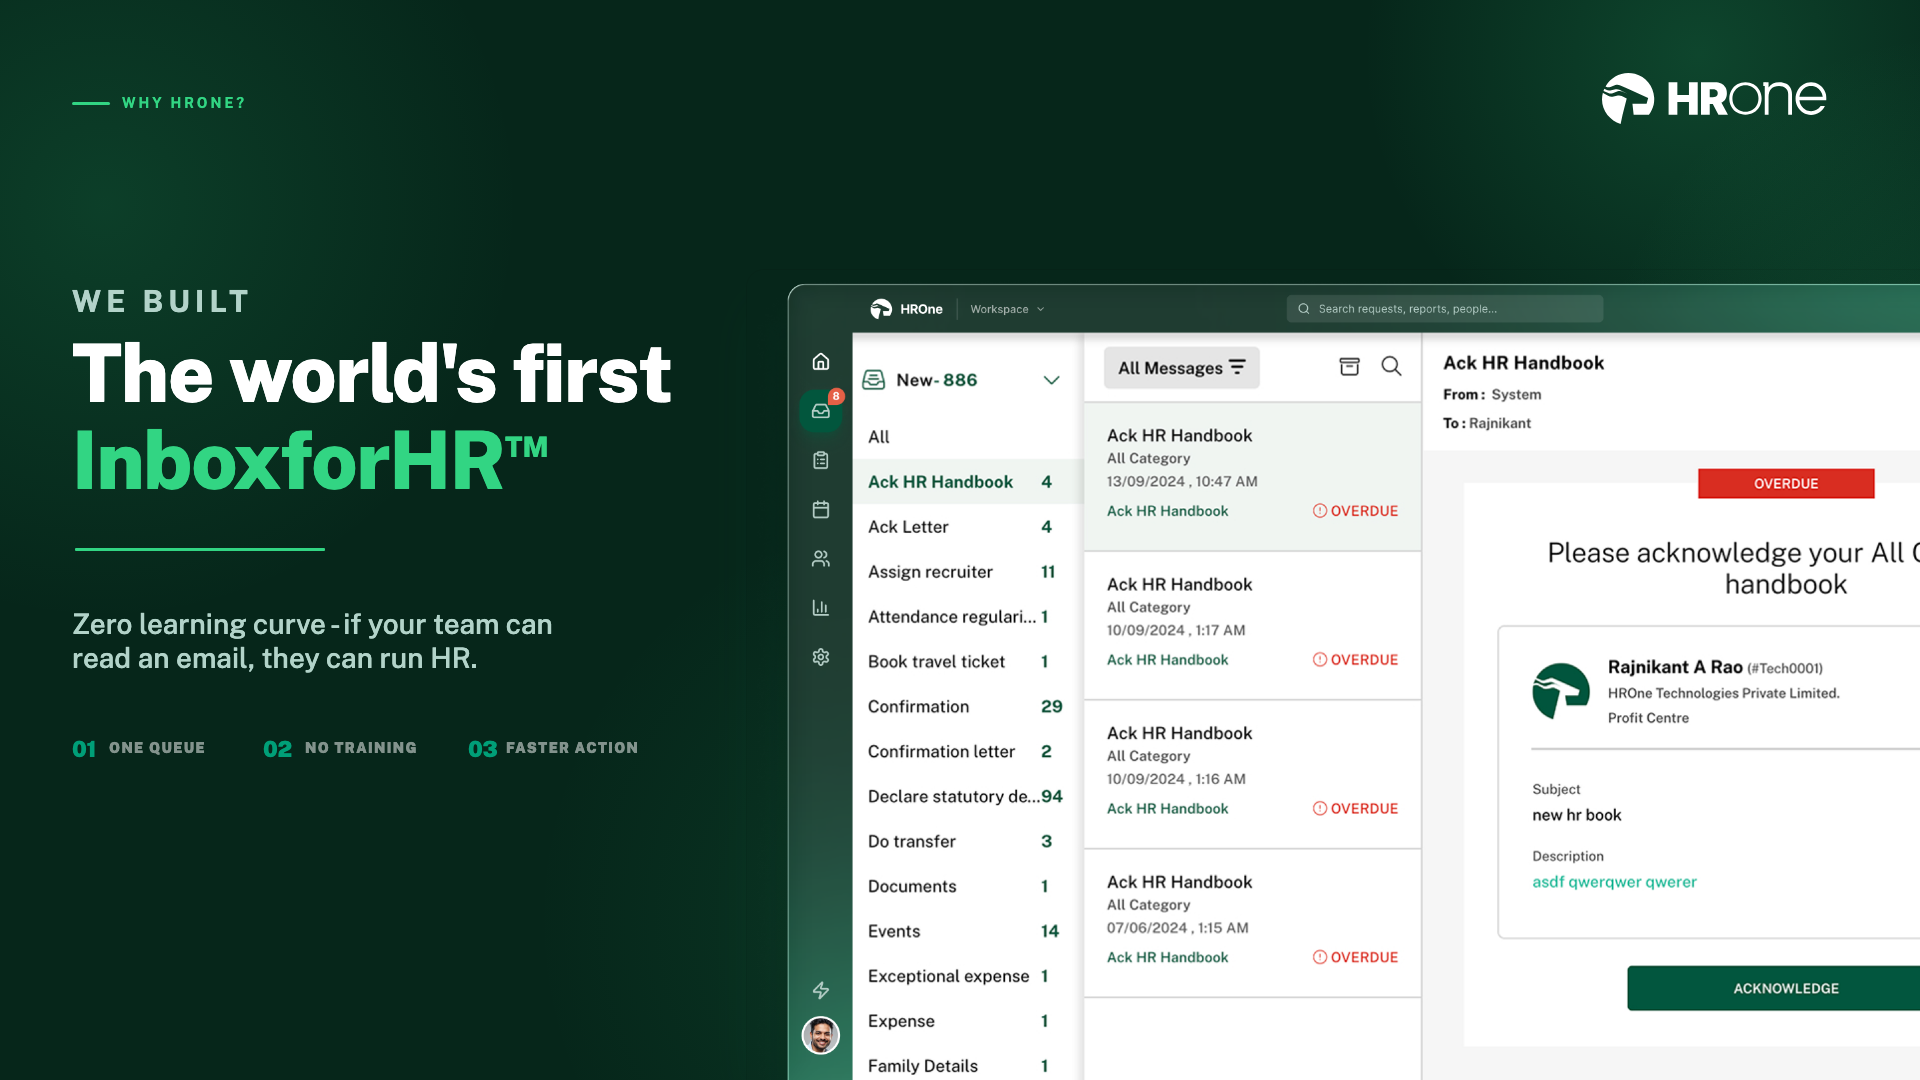 WHY HRONE?
HRone
WE BUILT
The world's first
InboxforHR™
Zero learning curve - if your team can
read an email, they can run HR.
01 ONE QUEUE
02 NO TRAINING
03 FASTER ACTION
HROne
Workspace
Search requests, reports, people...
8
New- 886
All
Ack HR Handbook 4
Ack Letter 4
Assign recruiter 11
Attendance regulari... 1
Book travel ticket 1
Confirmation 29
Confirmation letter 2
Declare statutory de...94
Do transfer 3
Documents 1
Events 14
Exceptional expense 1
Expense 1
Family Details 1
All Messages
Ack HR Handbook
All Category
13/09/2024 , 10:47 AM
Ack HR Handbook OVERDUE
Ack HR Handbook
All Category
10/09/2024 , 1:17 AM
Ack HR Handbook OVERDUE
Ack HR Handbook
All Category
10/09/2024 , 1:16 AM
Ack HR Handbook OVERDUE
Ack HR Handbook
All Category
07/06/2024 , 1:15 AM
Ack HR Handbook OVERDUE
Ack HR Handbook
From : System
To : Rajnikant
OVERDUE
Please acknowledge your All
handbook
Rajnikant A Rao (#Tech0001)
HROne Technologies Private Limited.
Profit Centre
Subject
new hr book
Description
asdf qwerqwer qwerer
ACKNOWLEDGE